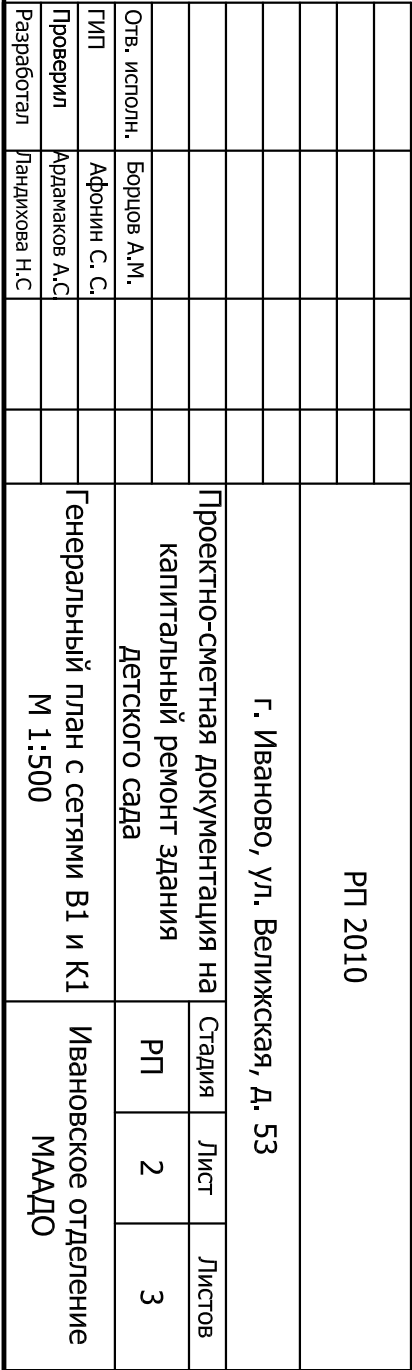 РП 2010
г. Иваново, ул. Велижская, д. 53
Проектно-сметная документация на
капитальный ремонт здания
детского сада
Стадия Лист Листов
РП 2 3
Отв. исполн. Борцов А.М.
ГИП Афонин С. С.
Проверил Ардамаков А.С.
Разработал Ландихова Н.С
Генеральный план с сетями В1 и К1
М 1:500
Ивановское отделение
МААДО